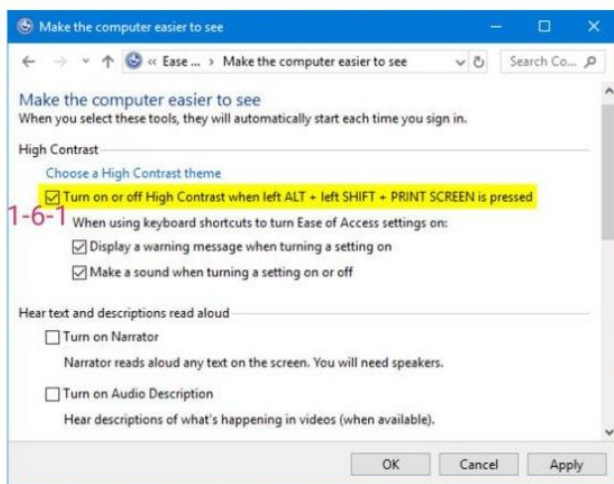 Make the computer easier to see
« Ease ... › Make the computer easier to see
Search Co...
Make the computer easier to see
When you select these tools, they will automatically start each time you sign in.
High Contrast
Choose a High Contrast theme
Turn on or off High Contrast when left ALT + left SHIFT + PRINT SCREEN is pressed
1-6-1
When using keyboard shortcuts to turn Ease of Access settings on:
Display a warning message when turning a setting on
Make a sound when turning a setting on or off
Hear text and descriptions read aloud
Turn on Narrator
Narrator reads aloud any text on the screen. You will need speakers.
Turn on Audio Description
Hear descriptions of what's happening in videos (when available).
OK
Cancel
Apply